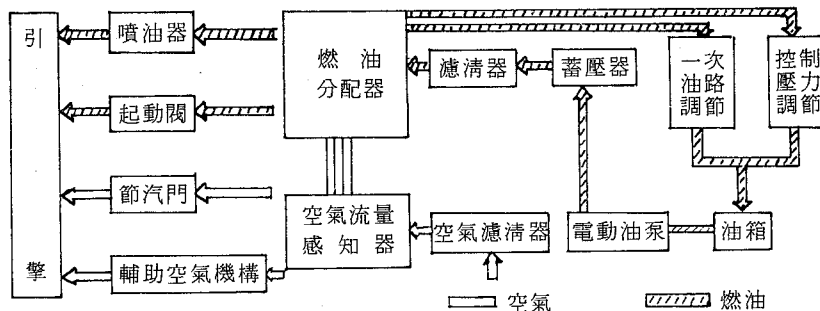 引
擎
噴油器
起動閥
節汽門
輔助空氣機構
燃油
分配器
空氣流量
感知器
濾清器
蓄壓器
空氣濾清器
電動油泵
油箱
一次
油路
調節
控制
壓力
調節
空氣
燃油